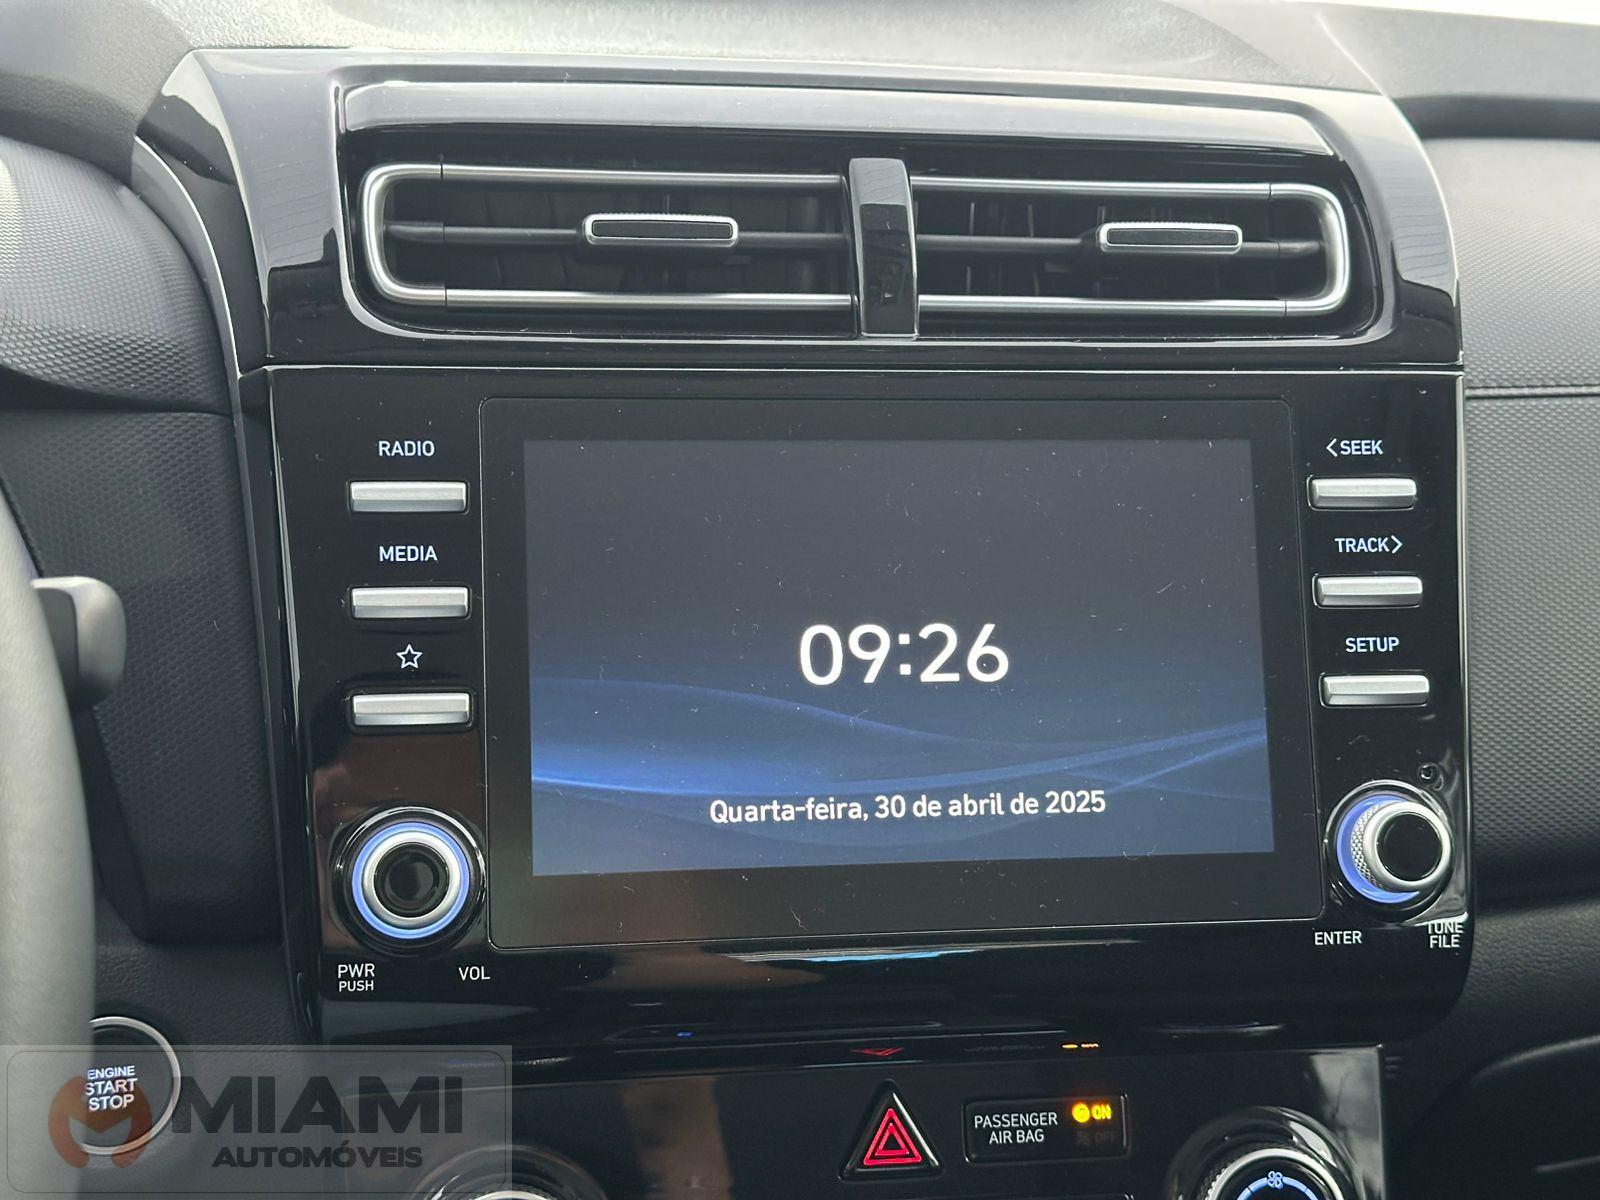 RADIO
MEDIA
<SEEK
TRACK>
SETUP
09:26
Quarta-feira, 30 de abril de 2025
PWR
PUSH
VOL
ENTER
TUNE
FILE
ENGINE
START
STOP
PASSENGER
AIR BAG
ON
OFF
MIAMI
AUTOMÓVEIS